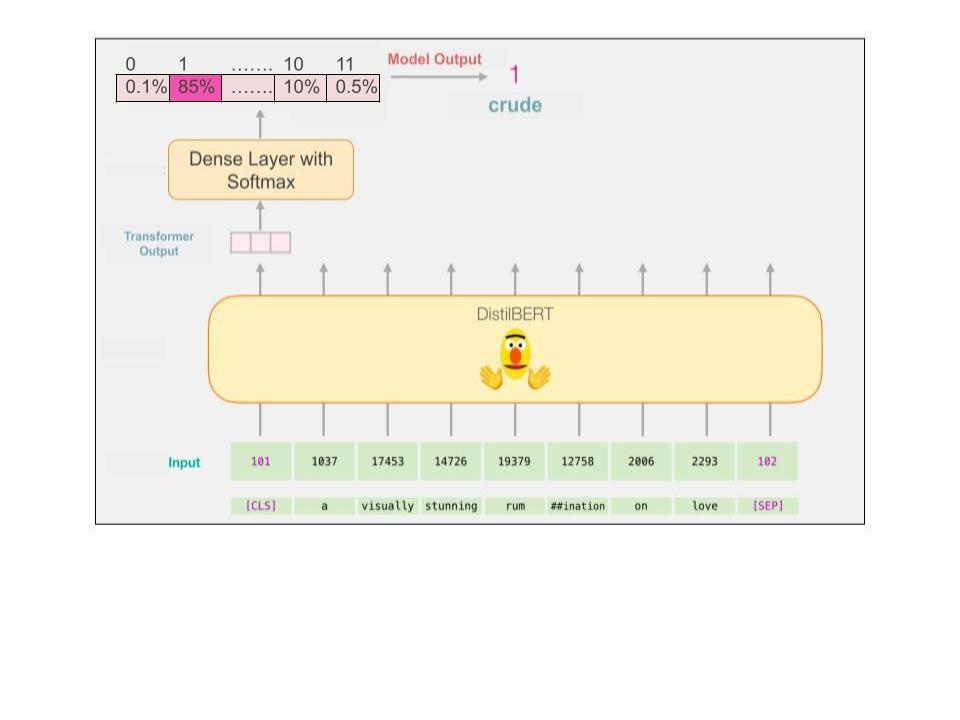 0 1 ……. 10 11
0.1% 85% ……. 10% 0.5%
Model Output
1
crude
Dense Layer with
Softmax
Transformer
Output
DistilBERT
Input 101 1037 17453 14726 19379 12758 2006 2293 102
[CLS] a visually stunning rum ##ination on love [SEP]